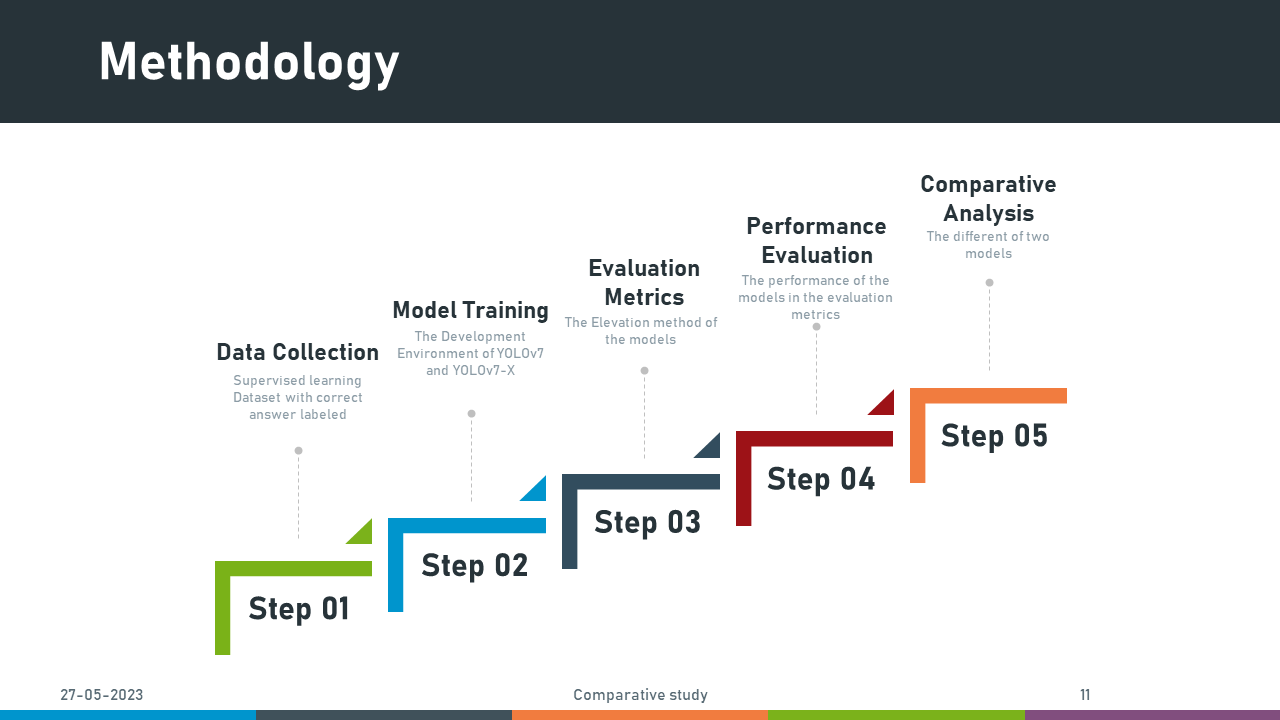 Methodology
Data Collection
Supervised learning
Dataset with correct
answer labeled
Step 01
Model Training
The Development
Environment of YOLOv7
and YOLOv7-X
Step 02
Evaluation
Metrics
The Elevation method of
the models
Step 03
Performance
Evaluation
The performance of the
models in the evaluation
metrics
Step 04
Comparative
Analysis
The different of two
models
Step 05
27-05-2023
Comparative study
11